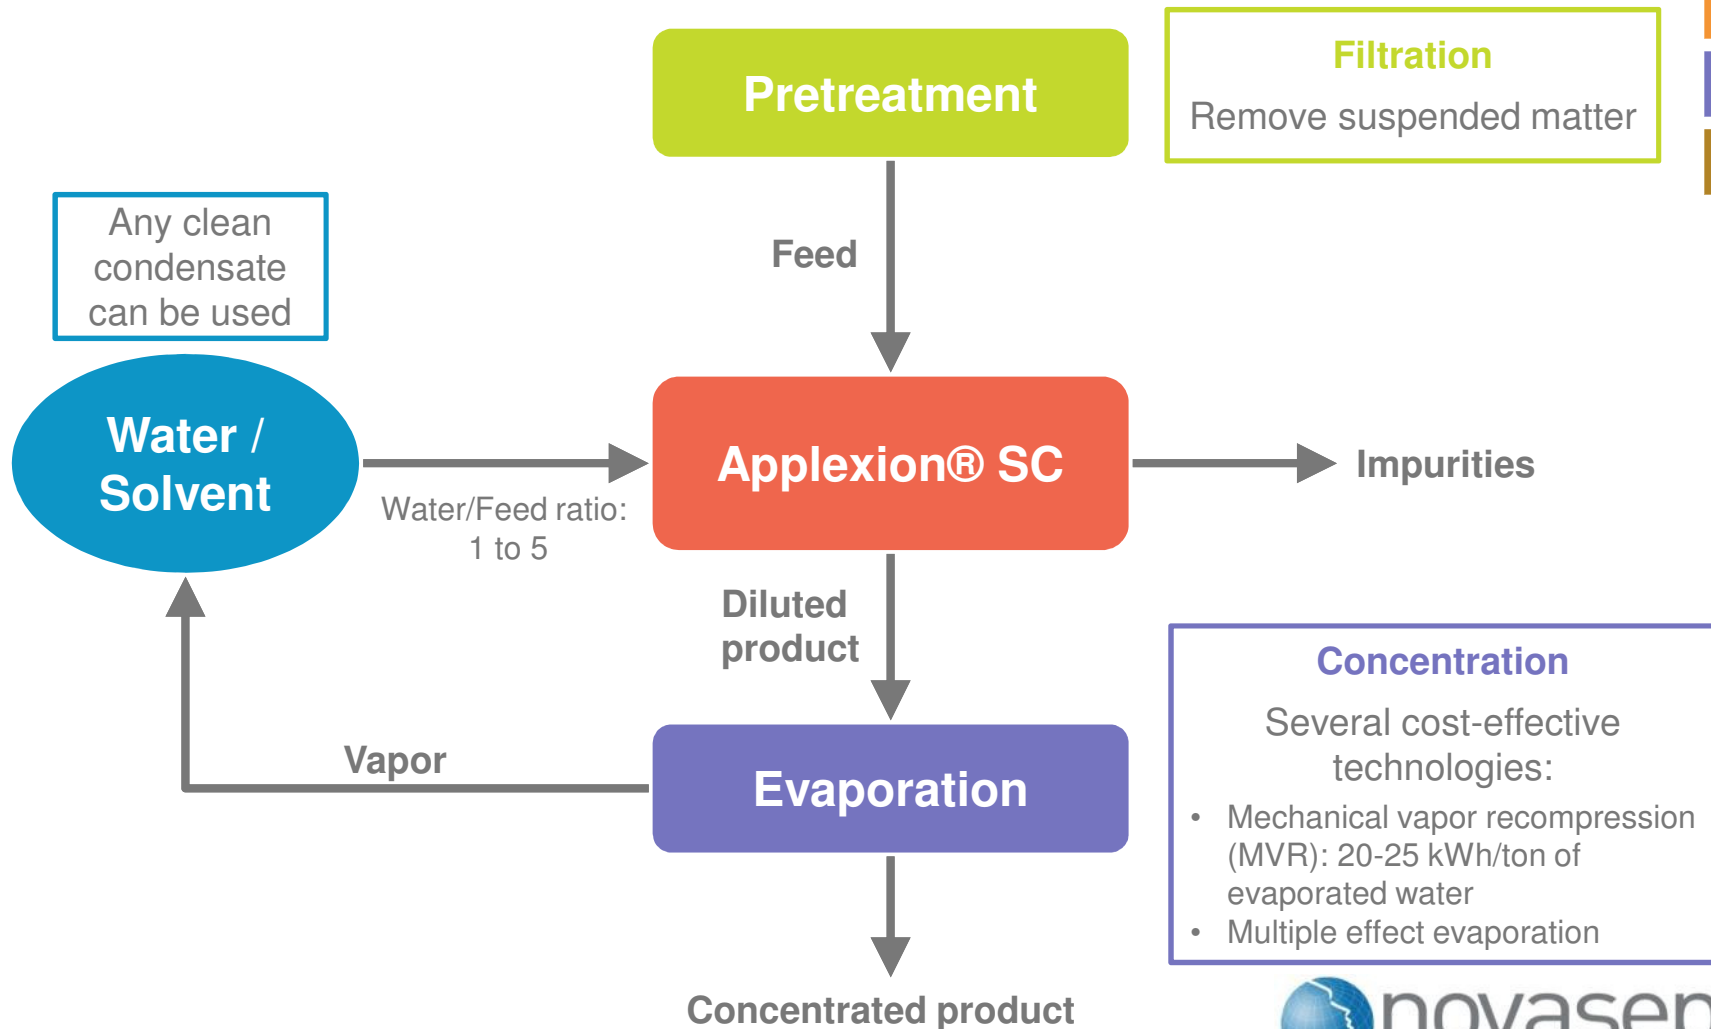 Pretreatment
Filtration
Remove suspended matter
Any clean
condensate
can be used
Feed
Water /
Solvent
Water/Feed ratio:
1 to 5
Applexion® SC
Impurities
Diluted
product
Vapor
Evaporation
Concentration
Several cost-effective
technologies:
• Mechanical vapor recompression
(MVR): 20-25 kWh/ton of
evaporated water
• Multiple effect evaporation
Concentrated product
novasep